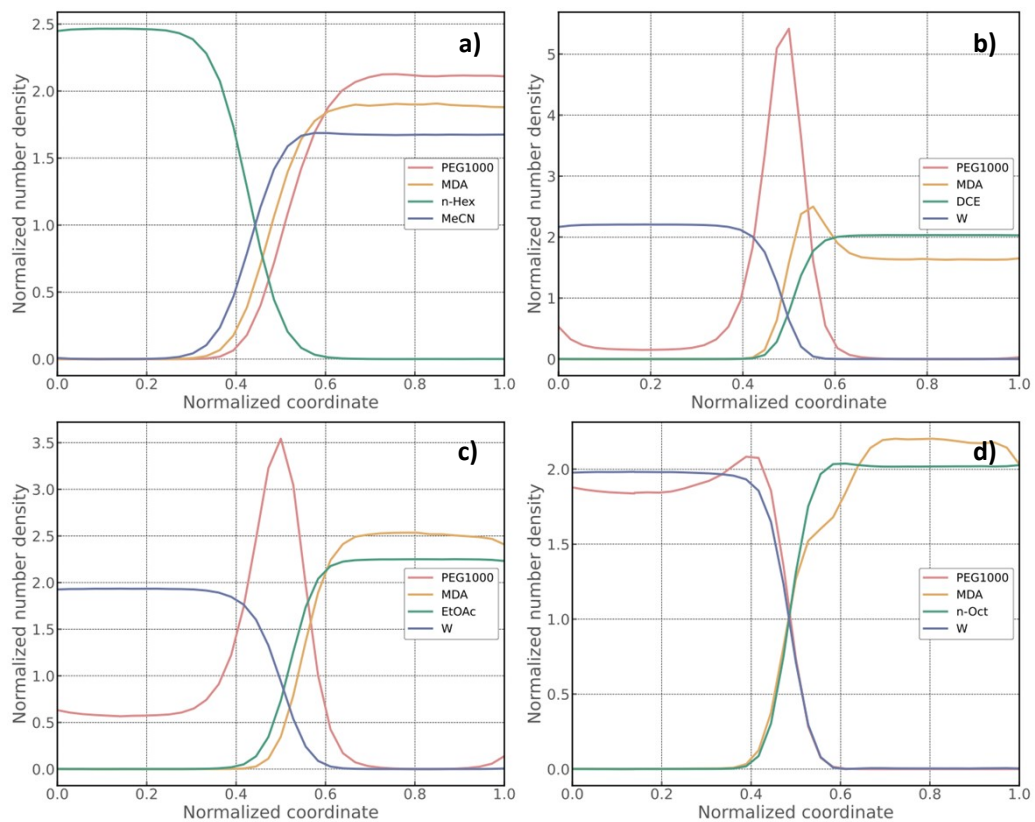 a)
Normalized number density
2.5
2.0
1.5
1.0
0.5
0.0
PEG1000
MDA
n-Hex
MeCN
0.0 0.2 0.4 0.6 0.8 1.0
Normalized coordinate
b)
Normalized number density
5
4
3
2
1
0
PEG1000
MDA
DCE
W
0.0 0.2 0.4 0.6 0.8 1.0
Normalized coordinate
c)
Normalized number density
3.5
3.0
2.5
2.0
1.5
1.0
0.5
0.0
PEG1000
MDA
EtOAc
W
0.0 0.2 0.4 0.6 0.8 1.0
Normalized coordinate
d)
Normalized number density
2.0
1.5
1.0
0.5
0.0
PEG1000
MDA
n-Oct
W
0.0 0.2 0.4 0.6 0.8 1.0
Normalized coordinate